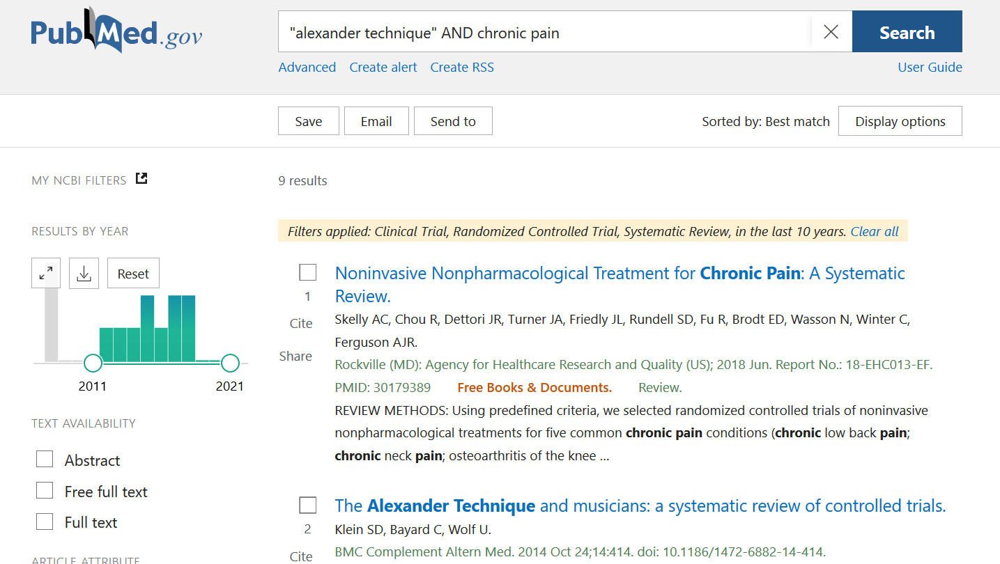 PubMed.gov
"alexander technique" AND chronic pain
Search
Advanced Create alert Create RSS
User Guide
Save Email Send to
Sorted by: Best match Display options
MY NCBI FILTERS
9 results
RESULTS BY YEAR
Reset
2011 2021
TEXT AVAILABILITY
Abstract
Free full text
Full text
ARTICLE ATTRIBUTE
Filters applied: Clinical Trial, Randomized Controlled Trial, Systematic Review, in the last 10 years. Clear all
1
Cite
Share
Noninvasive Nonpharmacological Treatment for Chronic Pain: A Systematic
Review.
Skelly AC, Chou R, Dettori JR, Turner JA, Friedly JL, Rundell SD, Fu R, Brodt ED, Wasson N, Winter C,
Ferguson AJR.
Rockville (MD): Agency for Healthcare Research and Quality (US); 2018 Jun. Report No.: 18-EHC013-EF.
PMID: 30179389 Free Books & Documents. Review.
REVIEW METHODS: Using predefined criteria, we selected randomized controlled trials of noninvasive
nonpharmacological treatments for five common chronic pain conditions (chronic low back pain;
chronic neck pain; osteoarthritis of the knee ...
2
Cite
The Alexander Technique and musicians: a systematic review of controlled trials.
Klein SD, Bayard C, Wolf U.
BMC Complement Altern Med. 2014 Oct 24;14:414. doi: 10.1186/1472-6882-14-414.